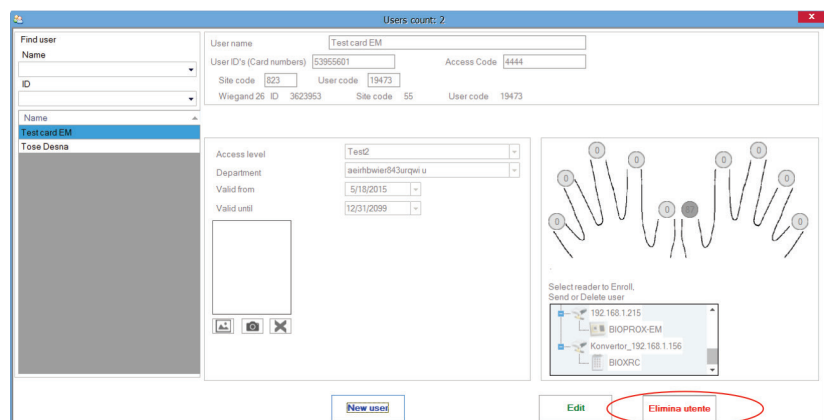 Users count: 2
x
Find user
Name
ID
Name
Test card EM
Tose Desna
User name Test card EM
User ID's (Card numbers) 53955601 Access Code 4444
Site code 823 User code 19473
Wiegand 26 ID 3623953 Site code 55 User code 19473
Access level Test2
Department aeirhbwier843urqwi u
Valid from 5/18/2015
Valid until 12/31/2099
0 0 0 0 0 0 0 0 0
Select reader to Enroll,
Send or Delete user
192.168.1.215
BIOPROX-EM
Konvertor_192.168.1.156
BIOXRC
New user
Edit
Elimina utente